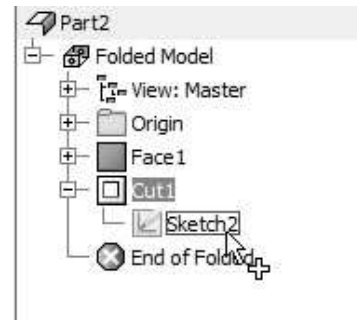 Part2
Folded Model
View: Master
Origin
Face1
Cut1
Sketch2
End of Folded